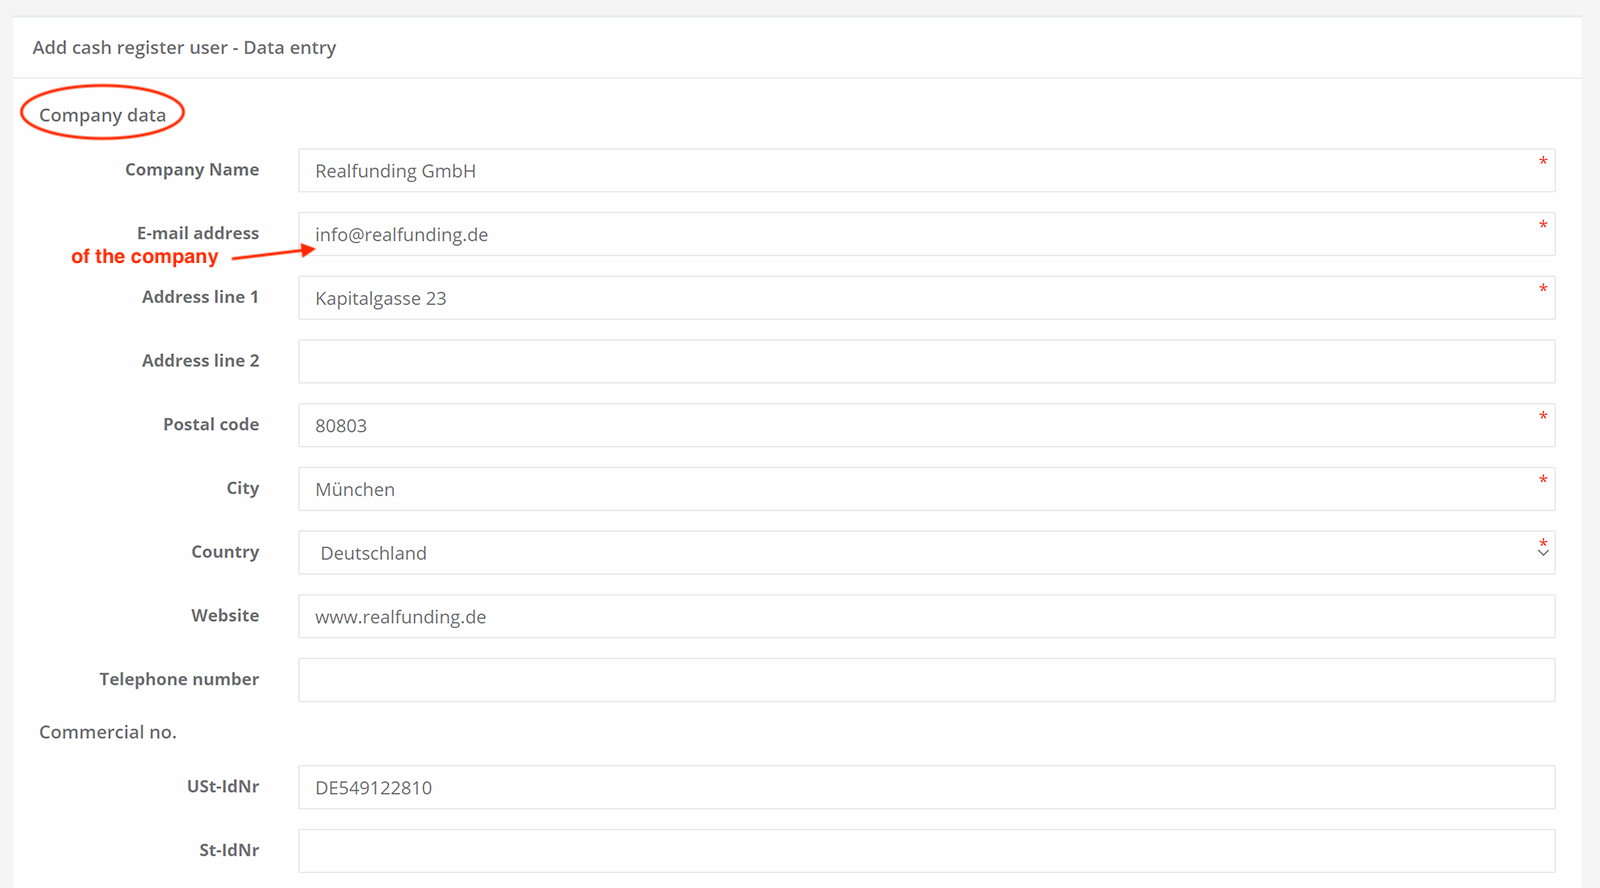 Add cash register user - Data entry
Company data
Company Name
Realfunding GmbH
*
E-mail address
info@realfunding.de
*
of the company
Address line 1
Kapitalgasse 23
*
Address line 2
Postal code
80803
*
City
München
*
Country
Deutschland
*
Website
www.realfunding.de
Telephone number
Commercial no.
USt-IdNr
DE549122810
St-IdNr